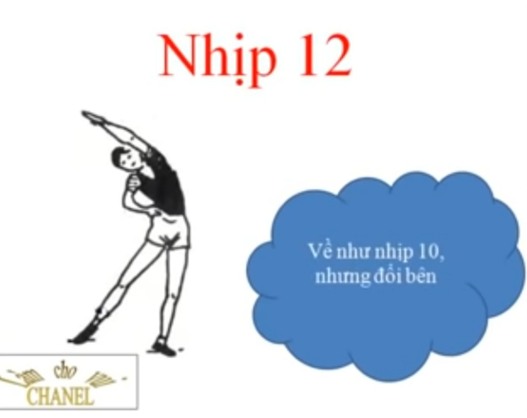 Nhịp 12
Về như nhịp 10,
nhưng đổi bên
cho
CHANEL